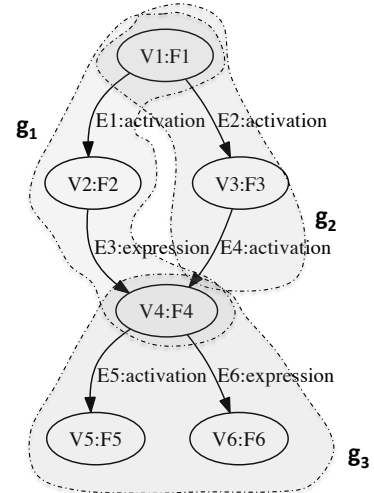 V1:F1
g1
E1:activation E2:activation
V2:F2 V3:F3
g2
E3:expression E4:activation
V4:F4
E5:activation E6:expression
V5:F5 V6:F6
g3